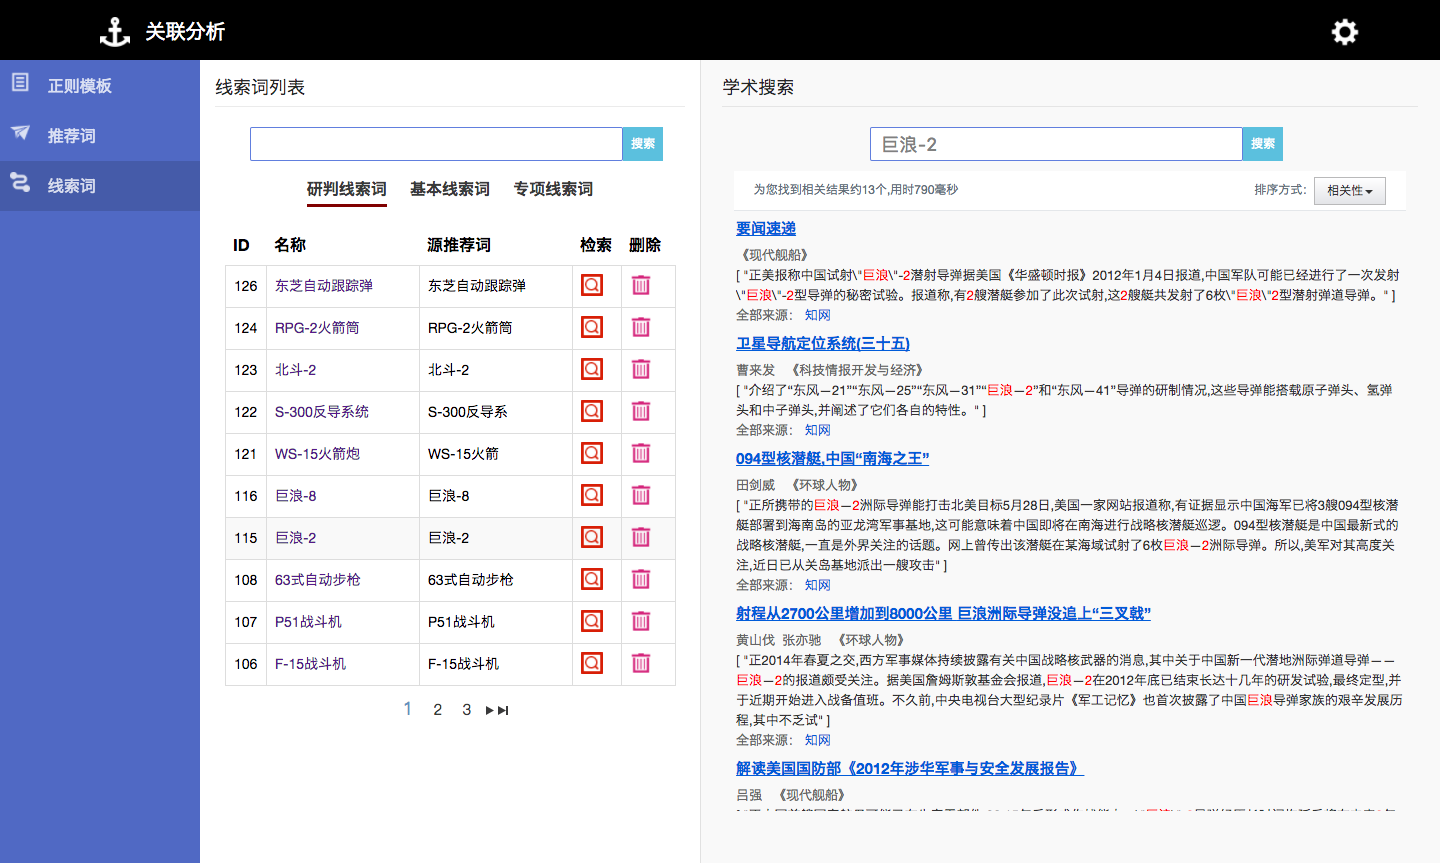 关联分析
正则模板
推荐词
线索词
线索词列表
搜索
研判线索词 基本线索词 专项线索词
ID 名称 源推荐词 检索 删除
126 东芝自动跟踪弹 东芝自动跟踪弹
124 RPG-2火箭筒 RPG-2火箭筒
123 北斗-2 北斗-2
122 S-300反导系统 S-300反导系
121 WS-15火箭炮 WS-15火箭
116 巨浪-8 巨浪-8
115 巨浪-2 巨浪-2
108 63式自动步枪 63式自动步枪
107 P51战斗机 P51战斗机
106 F-15战斗机 F-15战斗机
1 2 3
学术搜索
巨浪-2 搜索
为您找到相关结果约13个,用时790毫秒 排序方式: 相关性
要闻速递
《现代舰船》
[ "正美报称中国试射\"巨浪\"-2潜射导弹据美国《华盛顿时报》2012年1月4日报道,中国军队可能已经进行了一次发射
\"巨浪\"-2型导弹的秘密试验。报道称,有2艘潜艇参加了此次试射,这2艘艇共发射了6枚\"巨浪\"2型潜射弹道导弹。" ]
全部来源: 知网
卫星导航定位系统(三十五)
曹来发 《科技情报开发与经济》
[ "介绍了“东风—21”“东风—25”“东风—31”“巨浪—2”和“东风—41”导弹的研制情况,这些导弹能搭载原子弹头、氢弹
头和中子弹头,并阐述了它们各自的特性。" ]
全部来源: 知网
094型核潜艇,中国“南海之王”
田剑威 《环球人物》
[ "正所携带的巨浪—2洲际导弹能打击北美目标5月28日,美国一家网站报道称,有证据显示中国海军已将3艘094型核潜
艇部署到海南岛的亚龙湾军事基地,这可能意味着中国即将在南海进行战略核潜艇巡逻。094型核潜艇是中国最新式的
战略核潜艇,一直是外界关注的话题。网上曾传出该潜艇在某海域试射了6枚巨浪—2洲际导弹。所以,美军对其高度关
注,近日已从关岛基地派出一艘攻击" ]
全部来源: 知网
射程从2700公里增加到8000公里 巨浪洲际导弹没追上“三叉戟”
黄山伐 张亦驰 《环球人物》
[ "正2014年春夏之交,西方军事媒体持续披露有关中国战略核武器的消息,其中关于中国新一代潜地洲际弹道导弹——
巨浪—2的报道颇受关注。据美国詹姆斯敦基金会报道,巨浪—2在2012年底已结束长达十几年的研发试验,最终定型,并
于近期开始进入战备值班。不久前,中央电视台大型纪录片《军工记忆》也首次披露了中国巨浪导弹家族的艰辛发展历
程,其中不乏试" ]
全部来源: 知网
解读美国国防部《2012年涉华军事与安全发展报告》
吕强 《现代舰船》